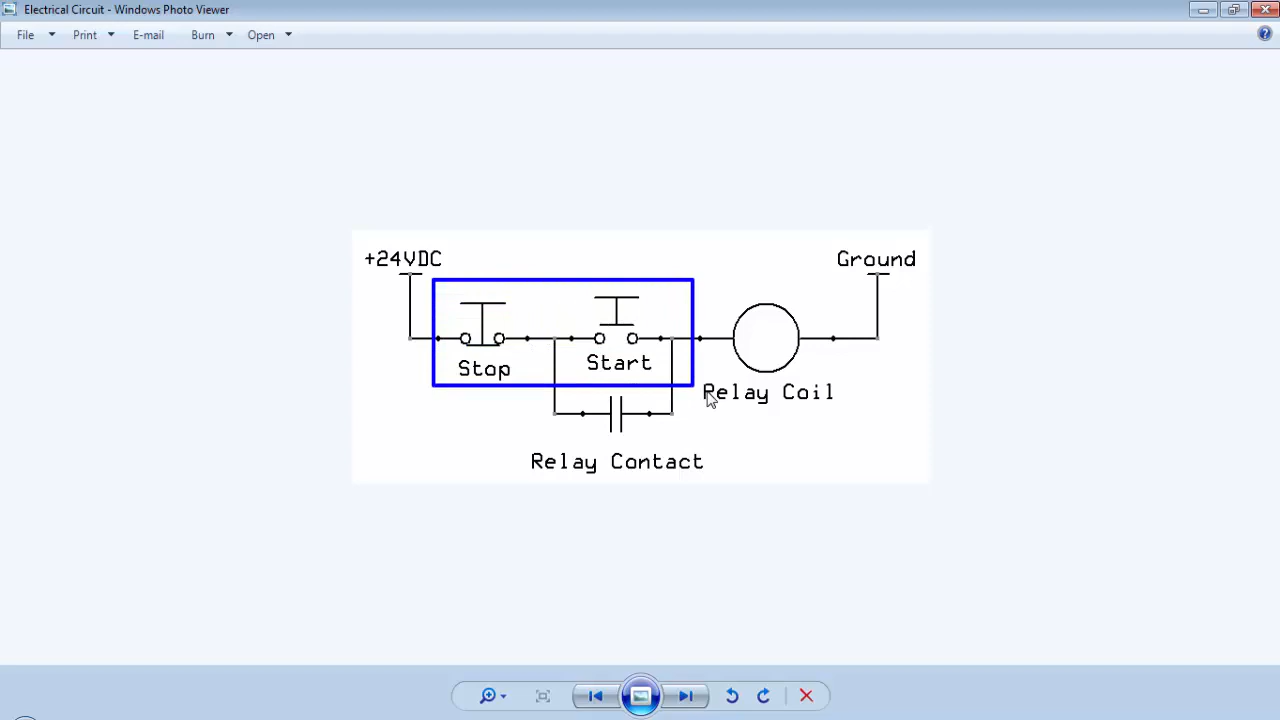 Electrical Circuit - Windows Photo Viewer
File Print E-mail Burn Open
+24VDC Ground
Stop Start
Relay Coil
Relay Contact